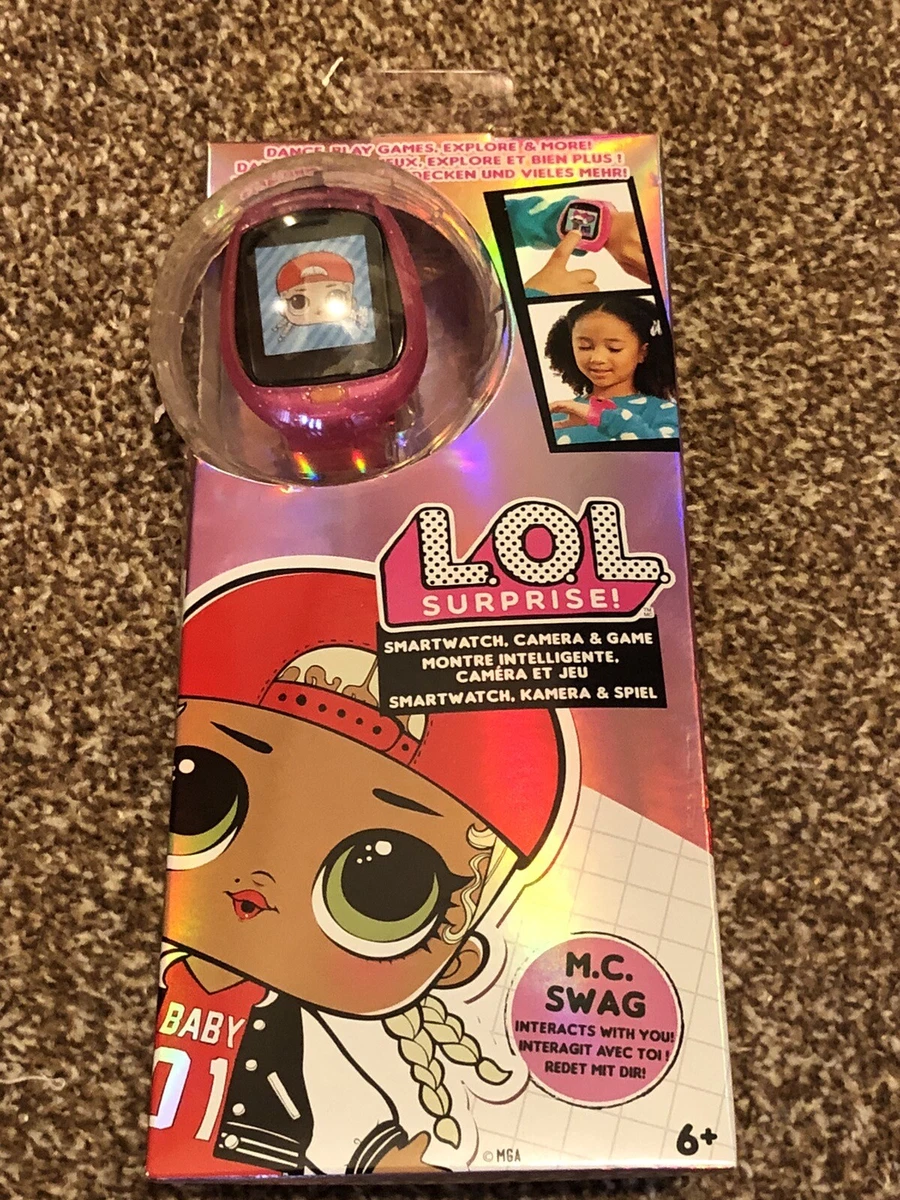 DANCE, PLAY GAMES, EXPLORE & MORE!
EUX, EXPLORE ET BIEN PLUS !
DECKEN UND VIELES MEHR!
L.O.L.
SURPRISE!
TM
MC
SMARTWATCH, CAMERA & GAME
MONTRE INTELLIGENTE,
CAMÉRA ET JEU
SMARTWATCH, KAMERA & SPIEL
BABY
01
M.C.
SWAG
INTERACTS WITH YOU!
INTERAGIT AVEC TOI !
REDET MIT DIR!
6+
© MGA